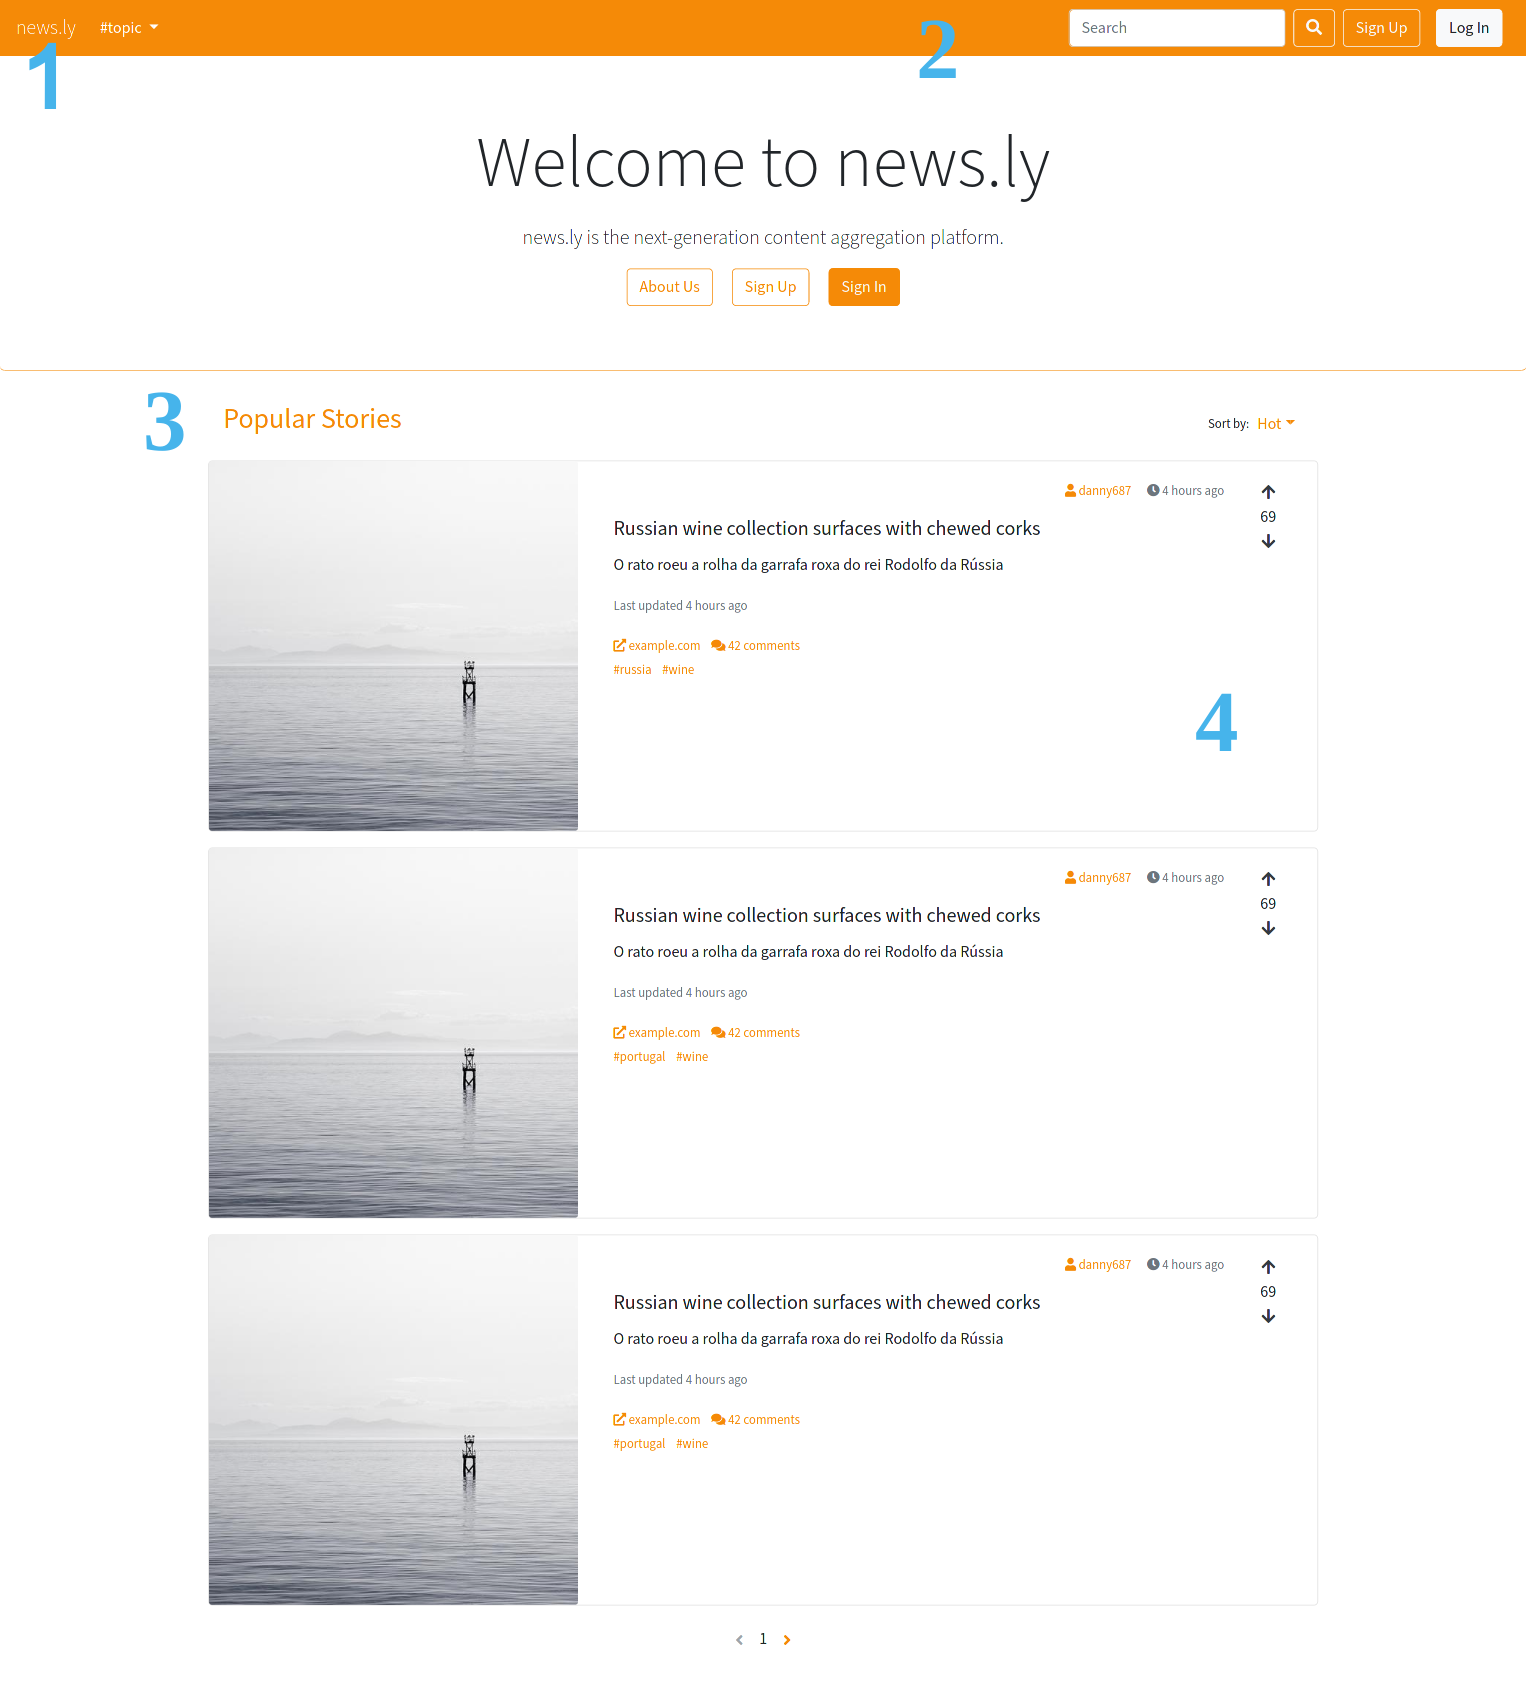 news.ly #topic Search Sign Up Log In
1
2
Welcome to news.ly
news.ly is the next-generation content aggregation platform.
About Us Sign Up Sign In
3
Popular Stories Sort by: Hot
danny687 4 hours ago
69
Russian wine collection surfaces with chewed corks
O rato roeu a rolha da garrafa roxa do rei Rodolfo da Rússia
Last updated 4 hours ago
example.com 42 comments
#russia #wine
4
danny687 4 hours ago
69
Russian wine collection surfaces with chewed corks
O rato roeu a rolha da garrafa roxa do rei Rodolfo da Rússia
Last updated 4 hours ago
example.com 42 comments
#portugal #wine
danny687 4 hours ago
69
Russian wine collection surfaces with chewed corks
O rato roeu a rolha da garrafa roxa do rei Rodolfo da Rússia
Last updated 4 hours ago
example.com 42 comments
#portugal #wine
1